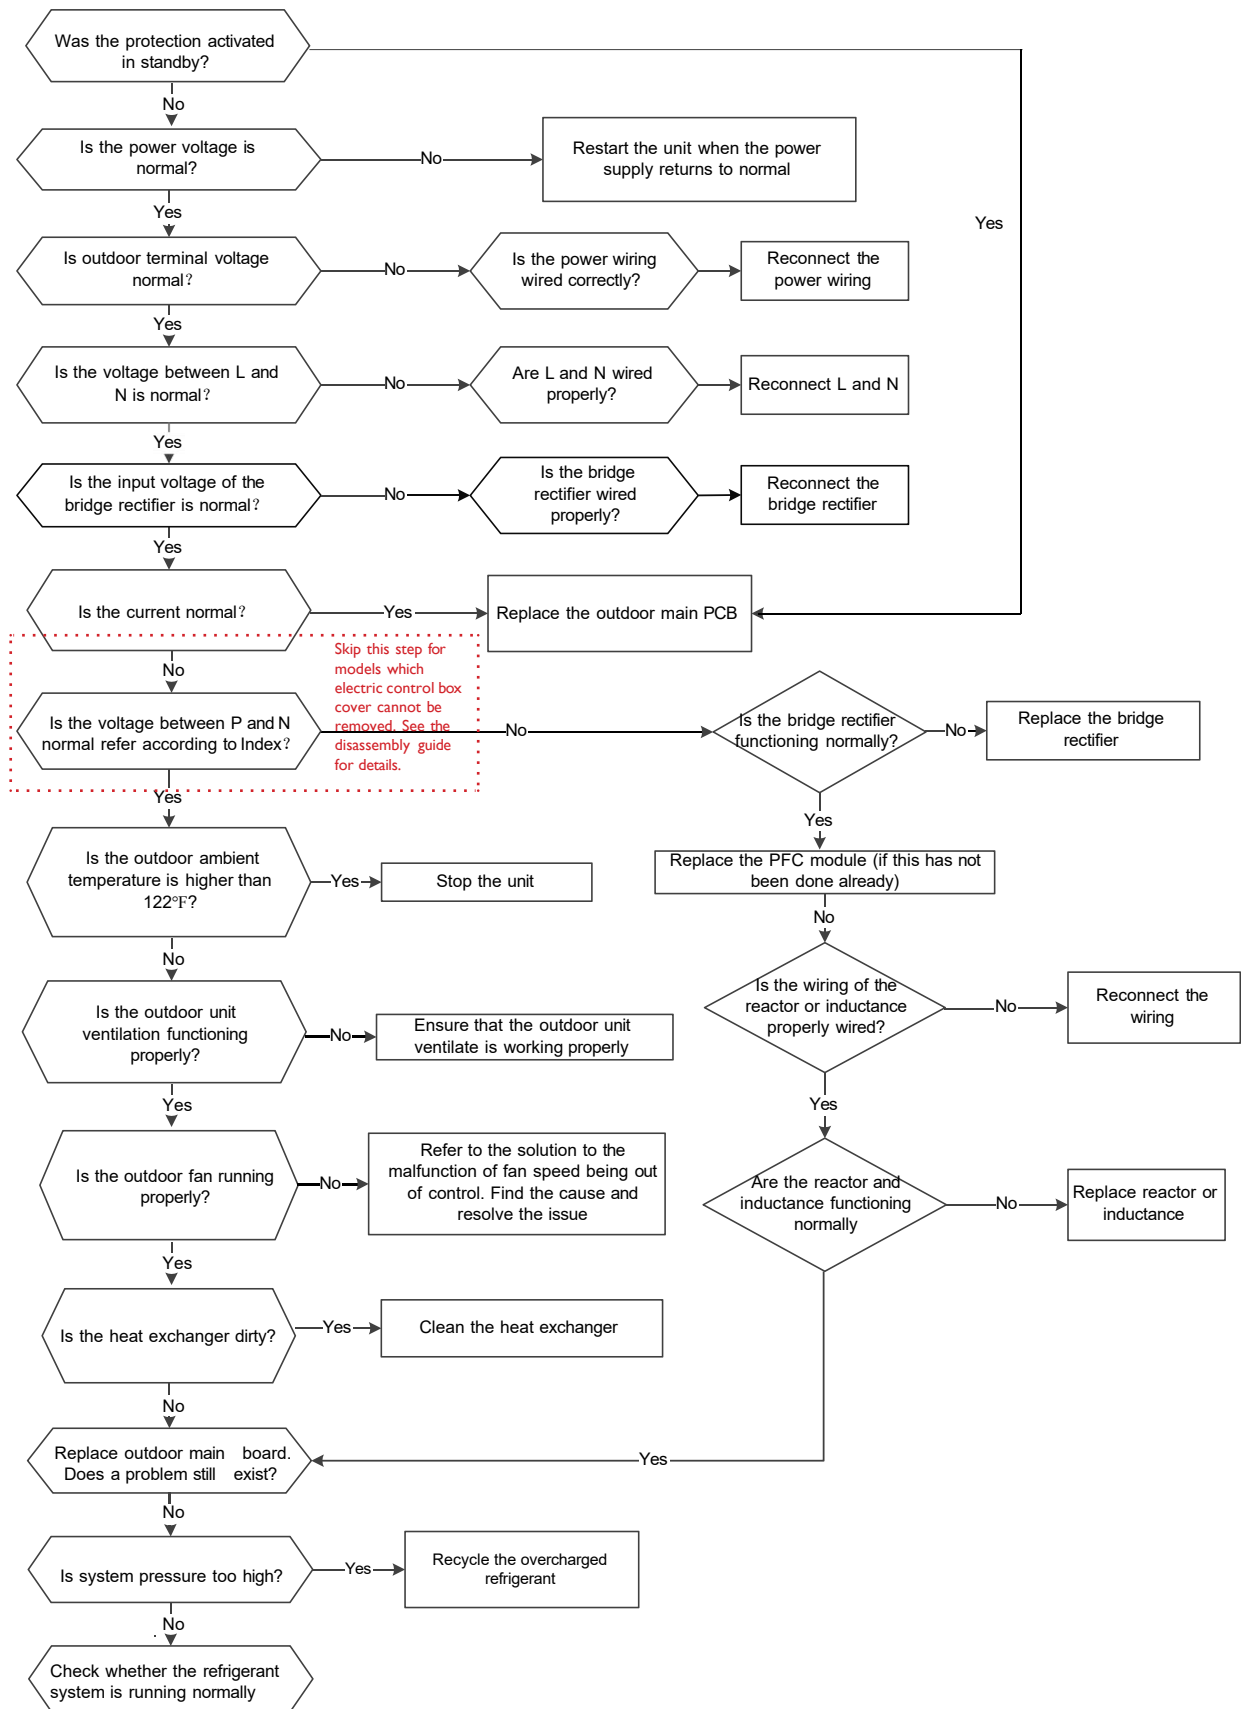 Was the protection activated
in standby?
No
Is the power voltage is
normal?
No
Restart the unit when the power
supply returns to normal
Yes
Yes
Is outdoor terminal voltage
normal?
No
Is the power wiring
wired correctly?
Reconnect the
power wiring
Yes
Is the voltage between L and
N is normal?
No
Are L and N wired
properly?
Reconnect L and N
Yes
Is the input voltage of the
bridge rectifier is normal?
No
Is the bridge
rectifier wired
properly?
Reconnect the
bridge rectifier
Yes
Is the current normal?
Yes
Replace the outdoor main PCB
No
Skip this step for
models which
electric control box
cover cannot be
removed. See the
disassembly guide
for details.
Is the voltage between P and N
normal refer according to Index?
No
Is the bridge rectifier
functioning normally?
No
Replace the bridge
rectifier
Yes
Yes
Replace the PFC module (if this has not
been done already)
Is the outdoor ambient
temperature is higher than
122°F?
Yes
Stop the unit
No
No
Is the wiring of the
reactor or inductance
properly wired?
No
Reconnect the
wiring
Is the outdoor unit
ventilation functioning
properly?
No
Ensure that the outdoor unit
ventilate is working properly
Yes
Yes
Is the outdoor fan running
properly?
No
Refer to the solution to the
malfunction of fan speed being out
of control. Find the cause and
resolve the issue
Are the reactor and
inductance functioning
normally
No
Replace reactor or
inductance
Yes
Is the heat exchanger dirty?
Yes
Clean the heat exchanger
No
Replace outdoor main board.
Does a problem still exist?
Yes
No
Is system pressure too high?
Yes
Recycle the overcharged
refrigerant
No
Check whether the refrigerant
system is running normally